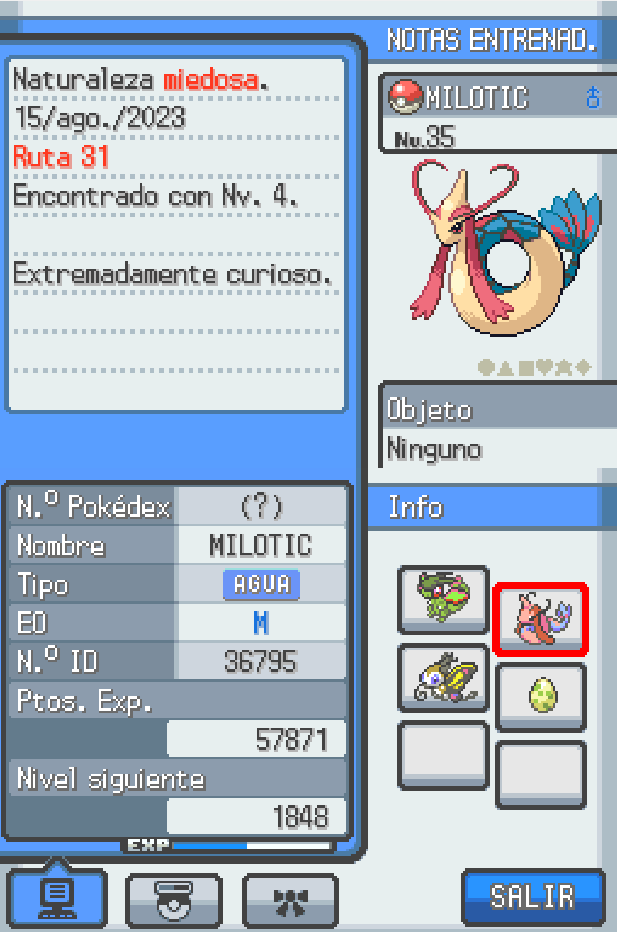 NOTAS ENTRENAD.
Naturaleza miedosa.
15/ago./2023
Ruta 31
Encontrado con Nv. 4.
Extremadamente curioso.
MILOTIC ♂
Nv.35
Objeto
Ninguno
Info
N.º Pokédex (?)
Nombre MILOTIC
Tipo AGUA
EO M
N.º ID 36795
Ptos. Exp.
57871
Nivel siguiente
1848
EXP
SALIR